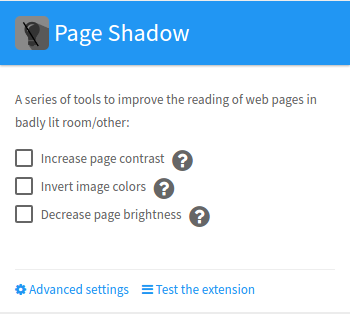 Page Shadow
A series of tools to improve the reading of web pages in
badly lit room/other:
Increase page contrast ?
Invert image colors ?
Decrease page brightness ?
Advanced settings Test the extension